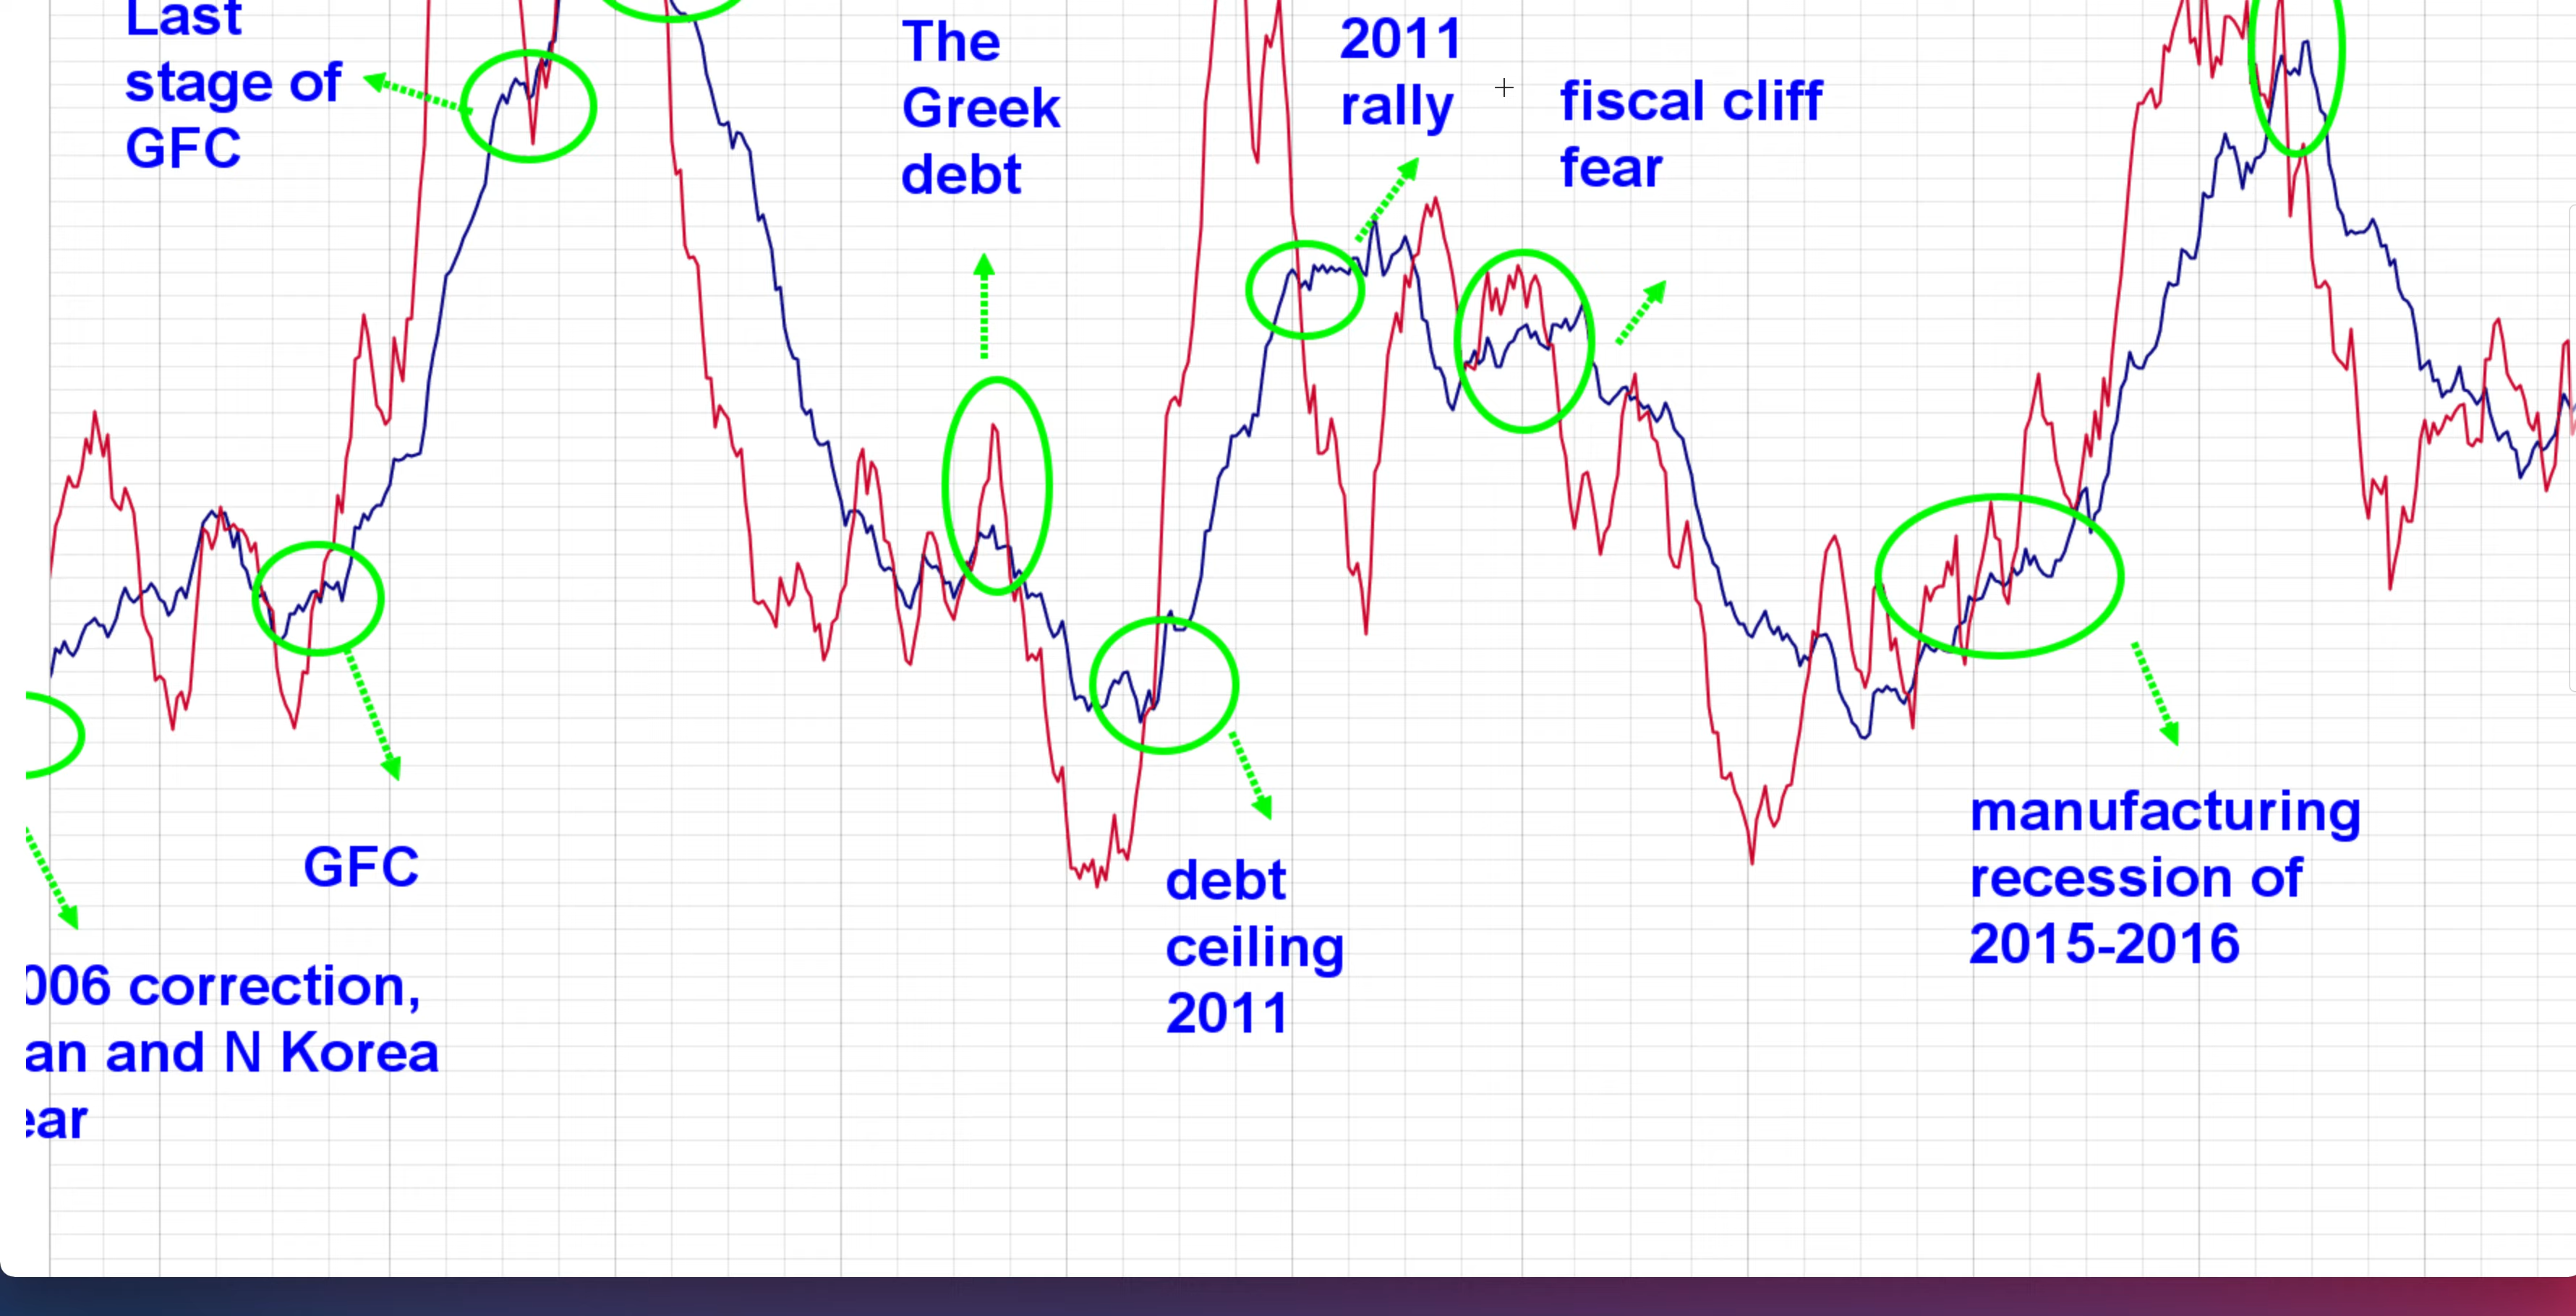 Last
stage of
GFC
The
Greek
debt
2011
rally
fiscal cliff
fear
GFC
006 correction,
an and N Korea
ear
debt
ceiling
2011
manufacturing
recession of
2015-2016